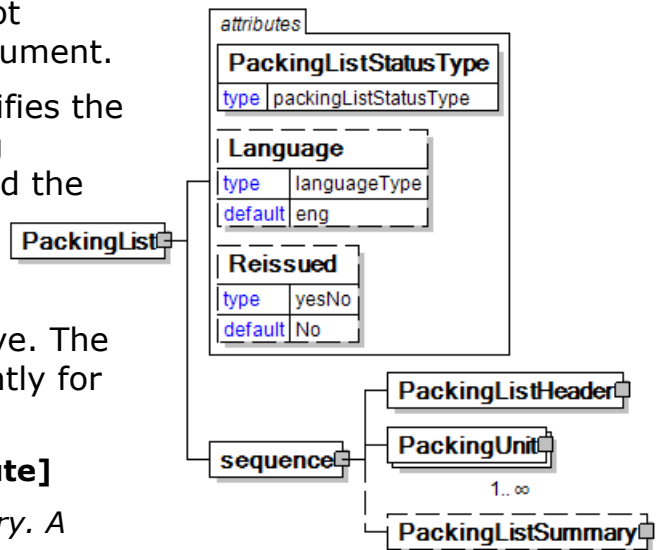 ot
ument.
ifies the
g
d the
ve. The
ntly for
ute]
ry. A
attributes
PackingListStatusType
type packingListStatusType
Language
type languageType
default eng
Reissued
type yesNo
default No
PackingList
sequence
PackingListHeader
PackingUnit
1.. ∞
PackingListSummary